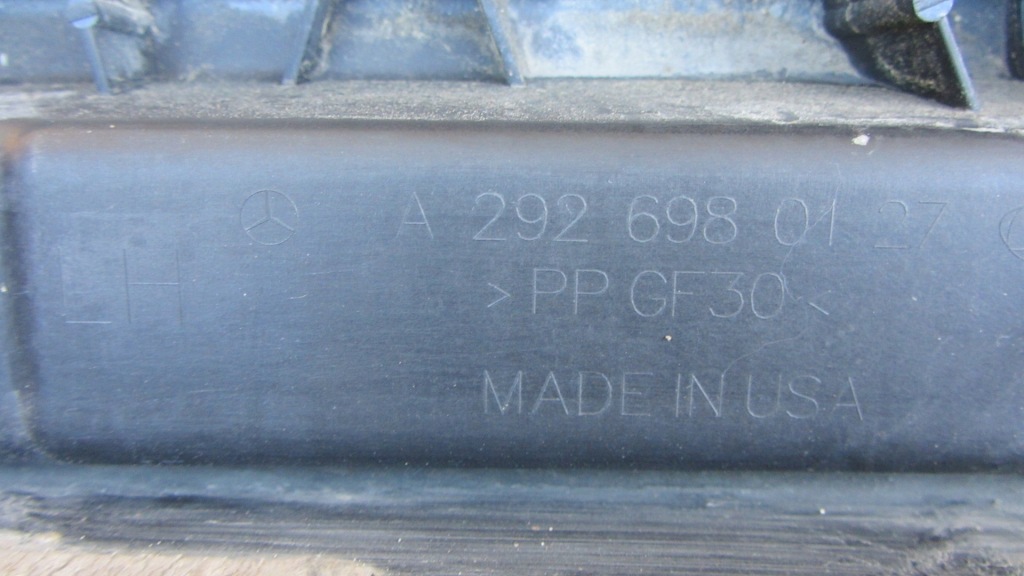 A 292 698 01 27
LH
>PP GF30<
MADE IN USA